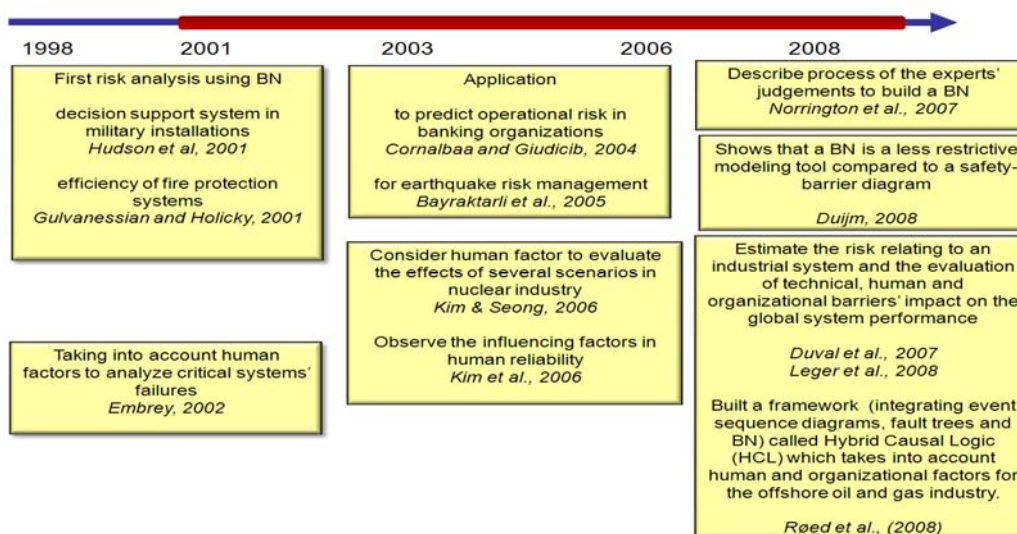 1998
2001
2003
2006
2008
First risk analysis using BN
decision support system in
military installations
Hudson et al, 2001
efficiency of fire protection
systems
Gulvanessian and Holicky, 2001
Taking into account human
factors to analyze critical systems'
failures
Embrey, 2002
Application
to predict operational risk in
banking organizations
Cornalbaa and Giudicib, 2004
for earthquake risk management
Bayraktarli et al., 2005
Consider human factor to evaluate
the effects of several scenarios in
nuclear industry
Kim & Seong, 2006
Observe the influencing factors in
human reliability
Kim et al., 2006
Describe process of the experts'
judgements to build a BN
Norrington et al., 2007
Shows that a BN is a less restrictive
modeling tool compared to a safety-
barrier diagram
Duijm, 2008
Estimate the risk relating to an
industrial system and the evaluation
of technical, human and
organizational barriers' impact on the
global system performance
Duval et al., 2007
Leger et al., 2008
Built a framework (integrating event
sequence diagrams, fault trees and
BN) called Hybrid Causal Logic
(HCL) which takes into account
human and organizational factors for
the offshore oil and gas industry.
Røed et al., (2008)